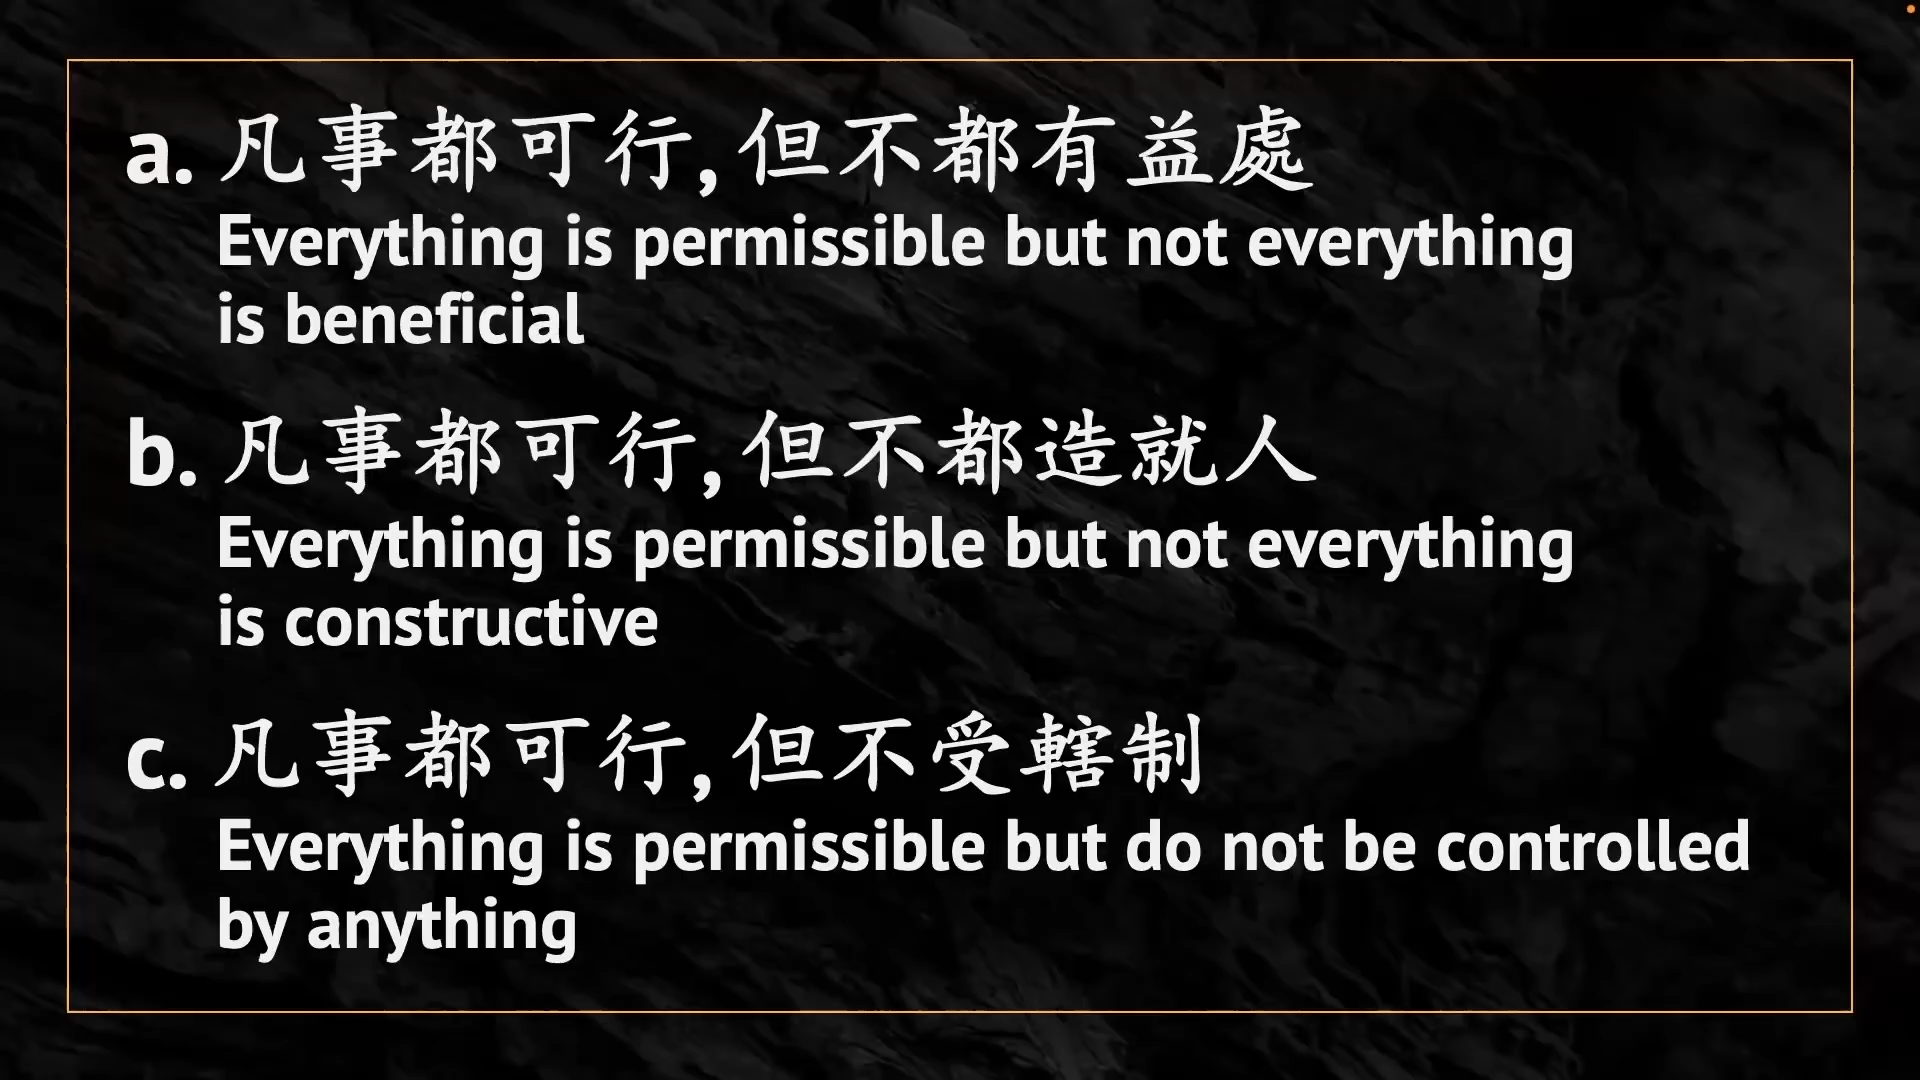 a. 凡事都可行, 但不都有益處
Everything is permissible but not everything
is beneficial
b. 凡事都可行, 但不都造就人
Everything is permissible but not everything
is constructive
c. 凡事都可行, 但不受轄制
Everything is permissible but do not be controlled
by anything